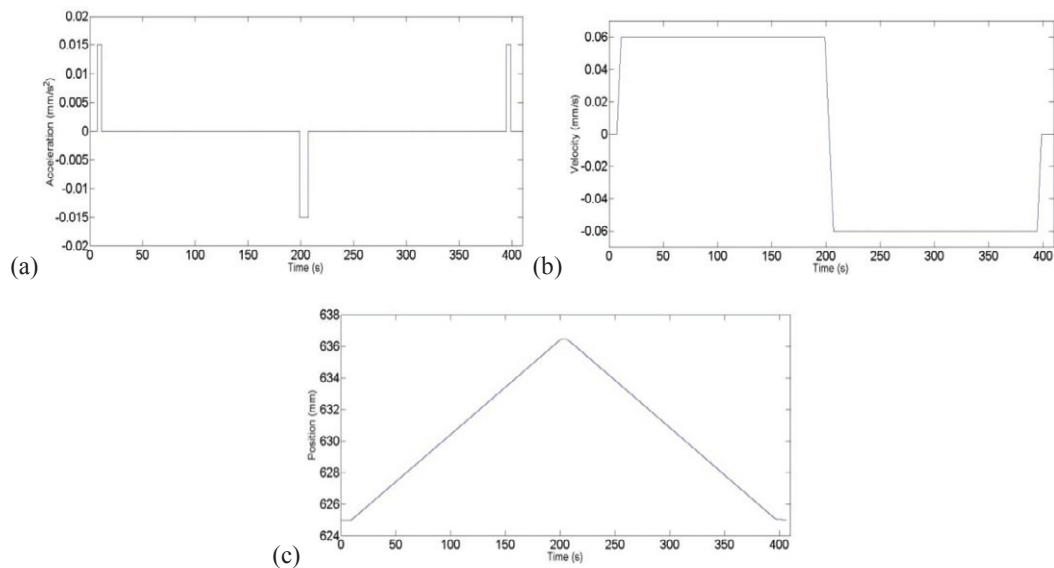 0.02
0.015
0.01
0.005
0
-0.005
-0.01
-0.015
-0.02
Acceleration (mm/s²)
0 50 100 150 200 250 300 350 400
Time (s)
(a)
0.06
0.04
0.02
0
-0.02
-0.04
-0.06
Velocity (mm/s)
0 50 100 150 200 250 300 350 400
Time (s)
(b)
638
636
634
632
630
628
626
624
Position (mm)
0 50 100 150 200 250 300 350 400
Time (s)
(c)